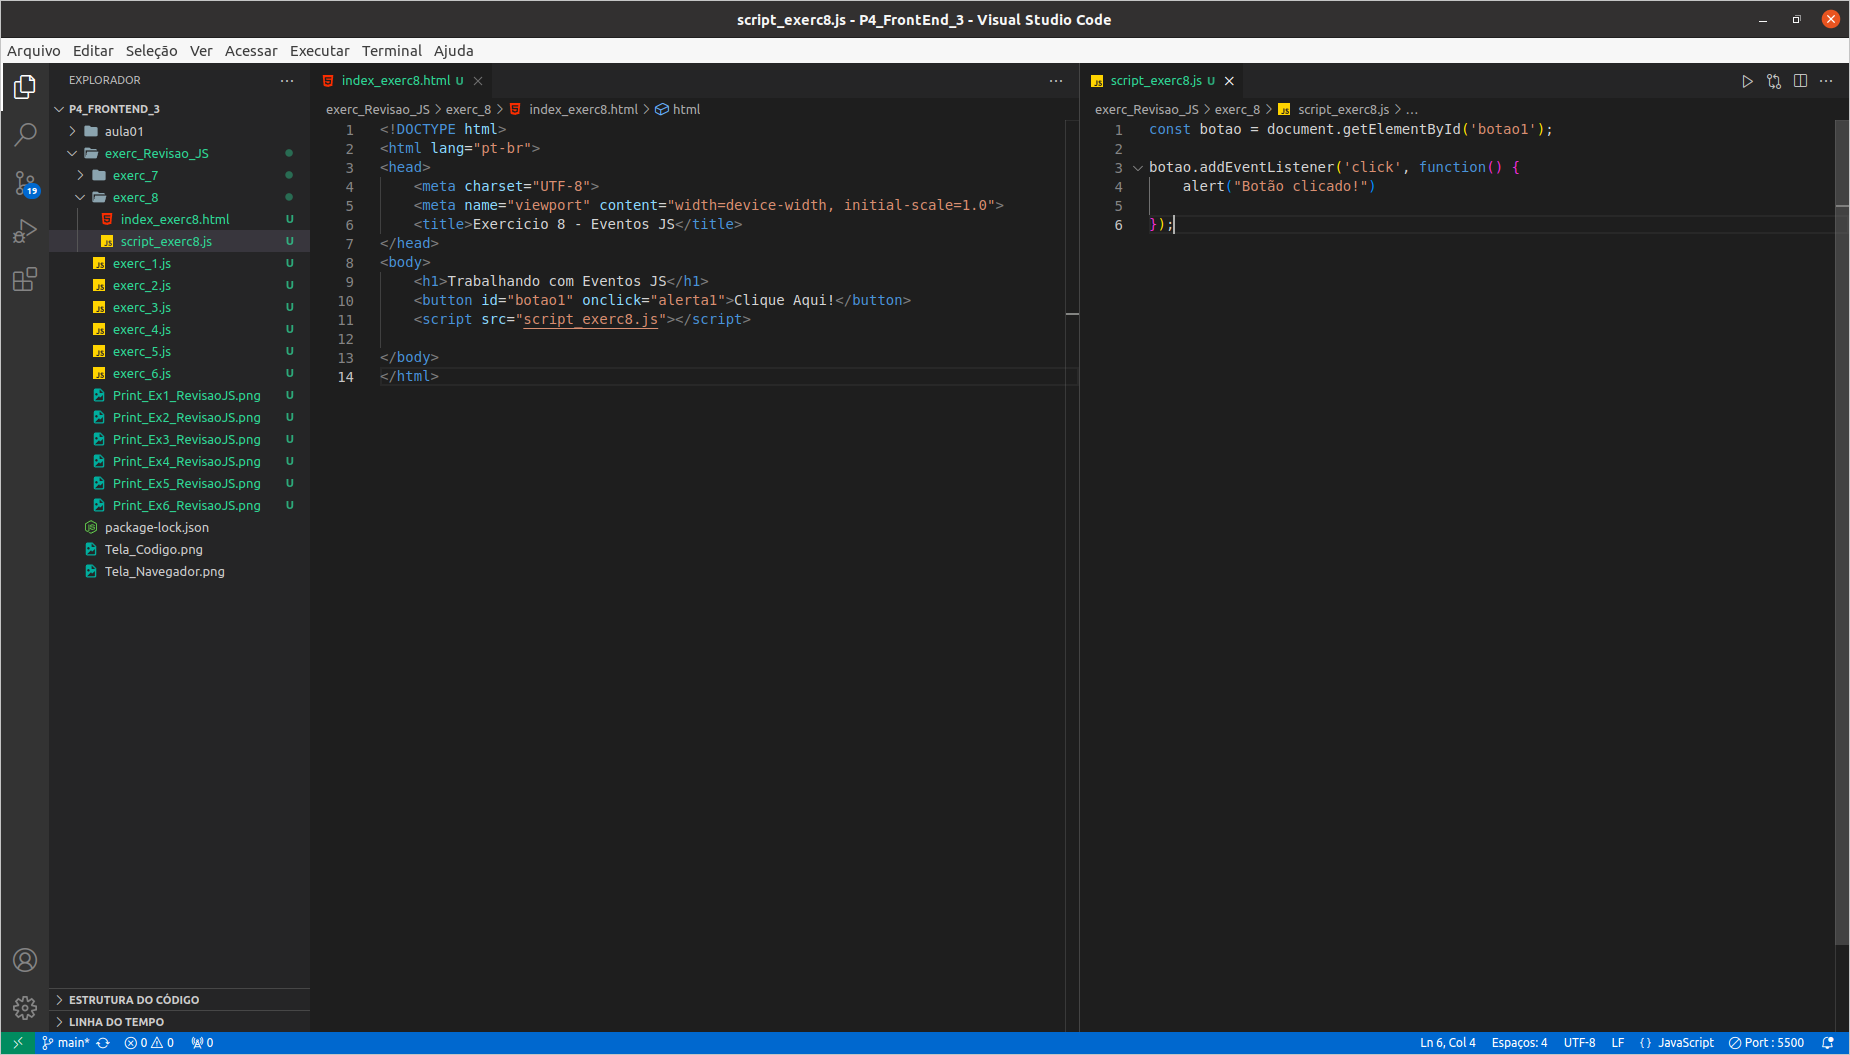 script_exerc8.js - P4_FrontEnd_3 - Visual Studio Code
Arquivo Editar Seleção Ver Acessar Executar Terminal Ajuda
EXPLORADOR
P4_FRONTEND_3
aula01
exerc_Revisao_JS
exerc_7
exerc_8
index_exerc8.html U
script_exerc8.js U
exerc_1.js U
exerc_2.js U
exerc_3.js U
exerc_4.js U
exerc_5.js U
exerc_6.js U
Print_Ex1_RevisaoJS.png U
Print_Ex2_RevisaoJS.png U
Print_Ex3_RevisaoJS.png U
Print_Ex4_RevisaoJS.png U
Print_Ex5_RevisaoJS.png U
Print_Ex6_RevisaoJS.png U
package-lock.json
Tela_Codigo.png
Tela_Navegador.png
ESTRUTURA DO CÓDIGO
LINHA DO TEMPO
19
index_exerc8.html U
exerc_Revisao_JS > exerc_8 > index_exerc8.html > html
1 <!DOCTYPE html>
2 <html lang="pt-br">
3 <head>
4 <meta charset="UTF-8">
5 <meta name="viewport" content="width=device-width, initial-scale=1.0">
6 <title>Exercicio 8 - Eventos JS</title>
7 </head>
8 <body>
9 <h1>Trabalhando com Eventos JS</h1>
10 <button id="botao1" onclick="alerta1">Clique Aqui!</button>
11 <script src="script_exerc8.js"></script>
12
13 </body>
14 </html>
script_exerc8.js U
exerc_Revisao_JS > exerc_8 > script_exerc8.js > ...
1 const botao = document.getElementById('botao1');
2
3 botao.addEventListener('click', function() {
4 alert("Botão clicado!")
5
6 });
main* 0 0 0
Ln 6, Col 4 Espaços: 4 UTF-8 LF {} JavaScript Port : 5500